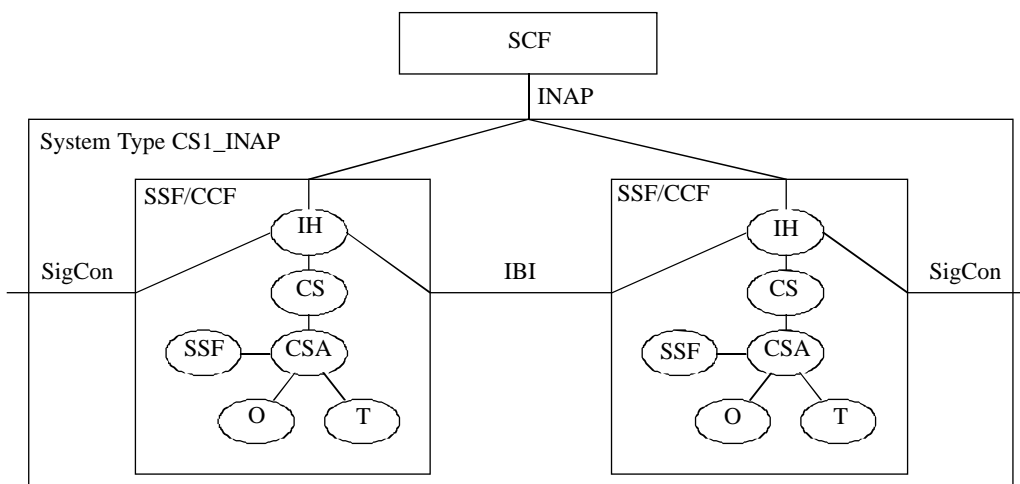 SCF
INAP
System Type CS1_INAP
SSF/CCF
SSF/CCF
IH
IH
SigCon
IBI
SigCon
CS
CS
SSF
CSA
SSF
CSA
O
T
O
T